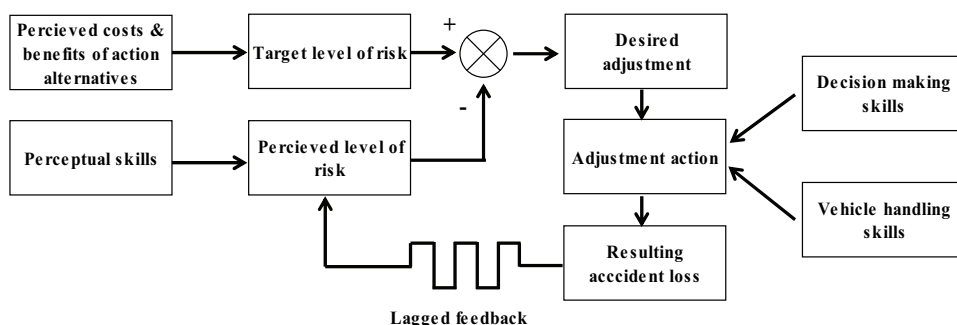 Percieved costs &
benefits of action
alternatives
Target level of risk
+
-
Desired
adjustment
Decision making
skills
Perceptual skills
Percieved level of
risk
Adjustment action
Vehicle handling
skills
Resulting
acccident loss
Lagged feedback